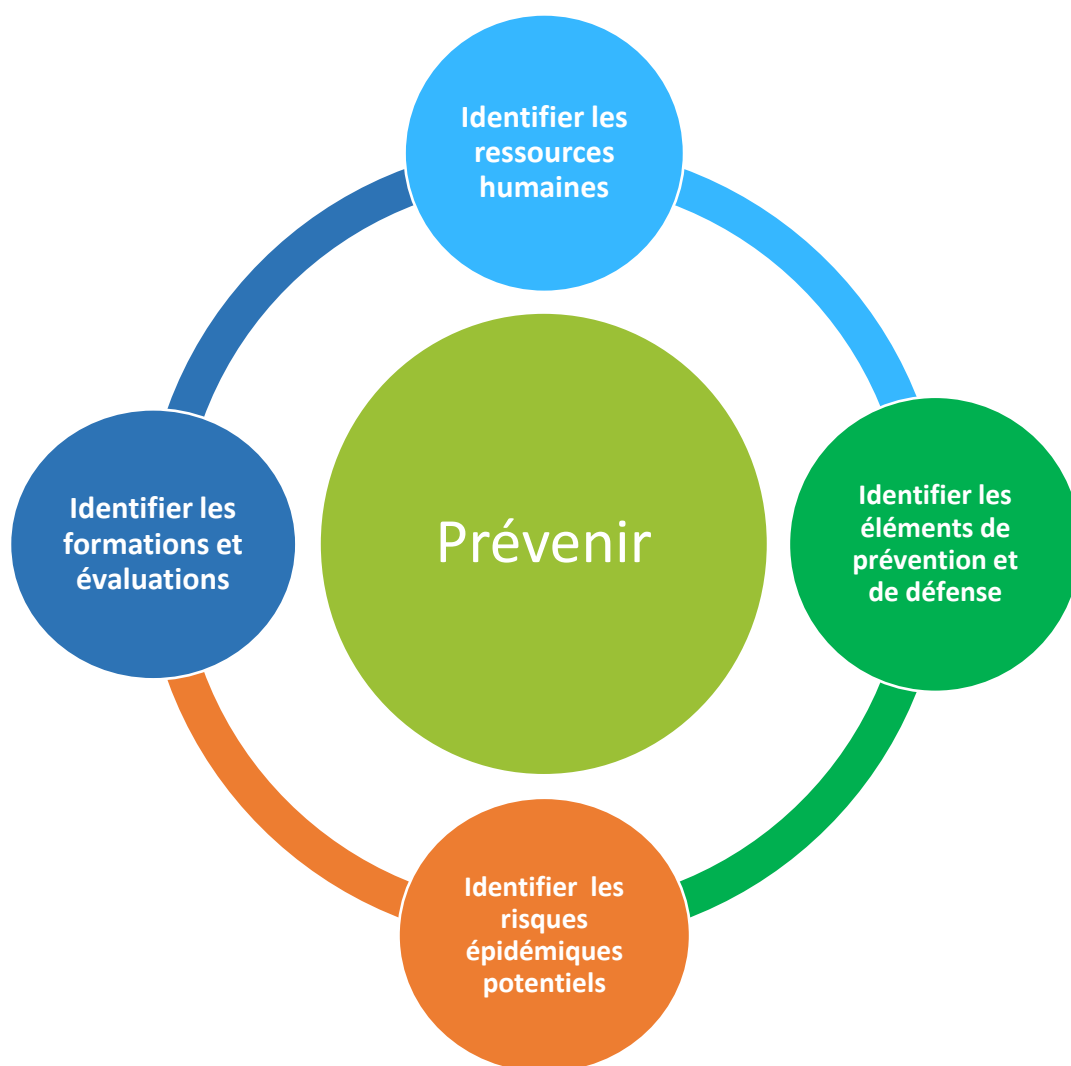 Identifier les
ressources
humaines
Identifier les
formations et
évaluations
Prévenir
Identifier les
éléments de
prévention et
de défense
Identifier  les
risques
épidémiques
potentiels